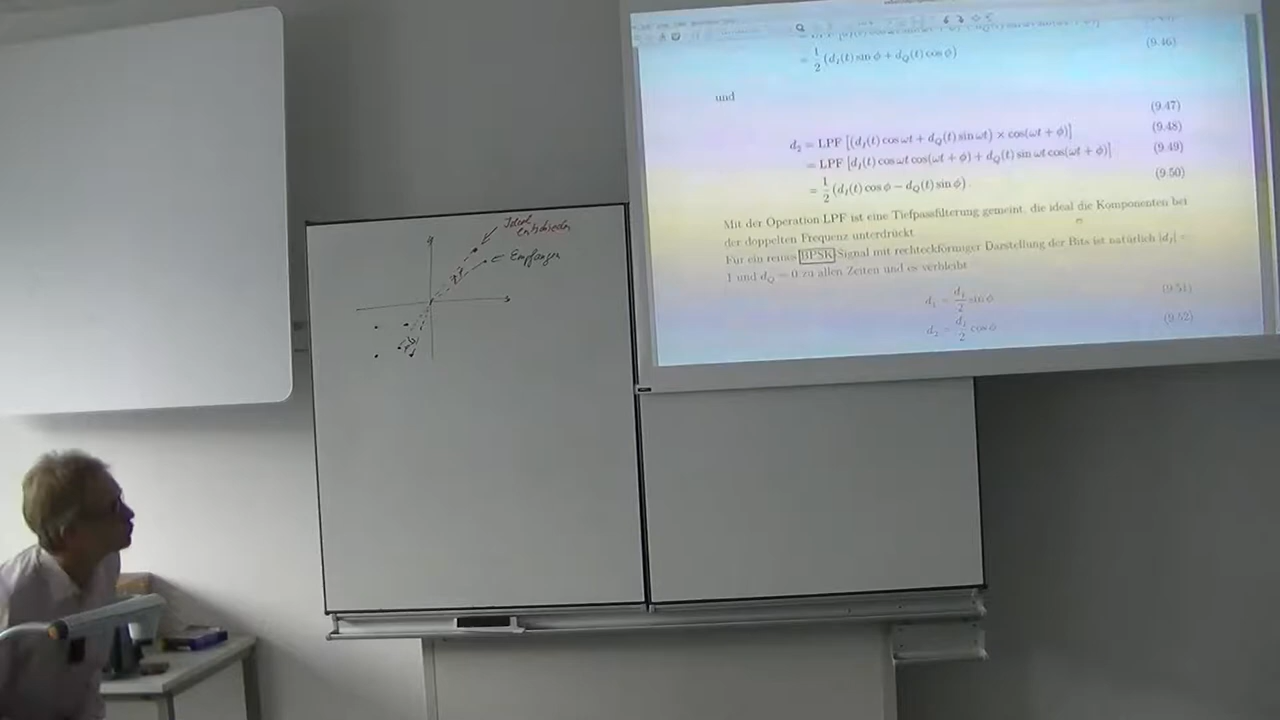 Ideal
entschieden
Empfangen
= 1/2 (d_I(t) sin ϕ + d_Q(t) cos ϕ) (9.46)
und
(9.47)
d_2 = LPF [(d_I(t) cos ωt + d_Q(t) sin ωt) × cos(ωt + ϕ)] (9.48)
= LPF [d_I(t) cos ωt cos(ωt + ϕ) + d_Q(t) sin ωt cos(ωt + ϕ)] (9.49)
= 1/2 (d_I(t) cos ϕ − d_Q(t) sin ϕ) . (9.50)
Mit der Operation LPF ist eine Tiefpassfilterung gemeint, die ideal die Komponenten bei
der doppelten Frequenz unterdrückt.
Für ein reines BPSK Signal mit rechteckförmiger Darstellung der Bits ist natürlich |d_I| =
1 und d_Q = 0 zu allen Zeiten und es verbleibt
d_1 = d_I/2 sin ϕ (9.51)
d_2 = d_I/2 cos ϕ (9.52)